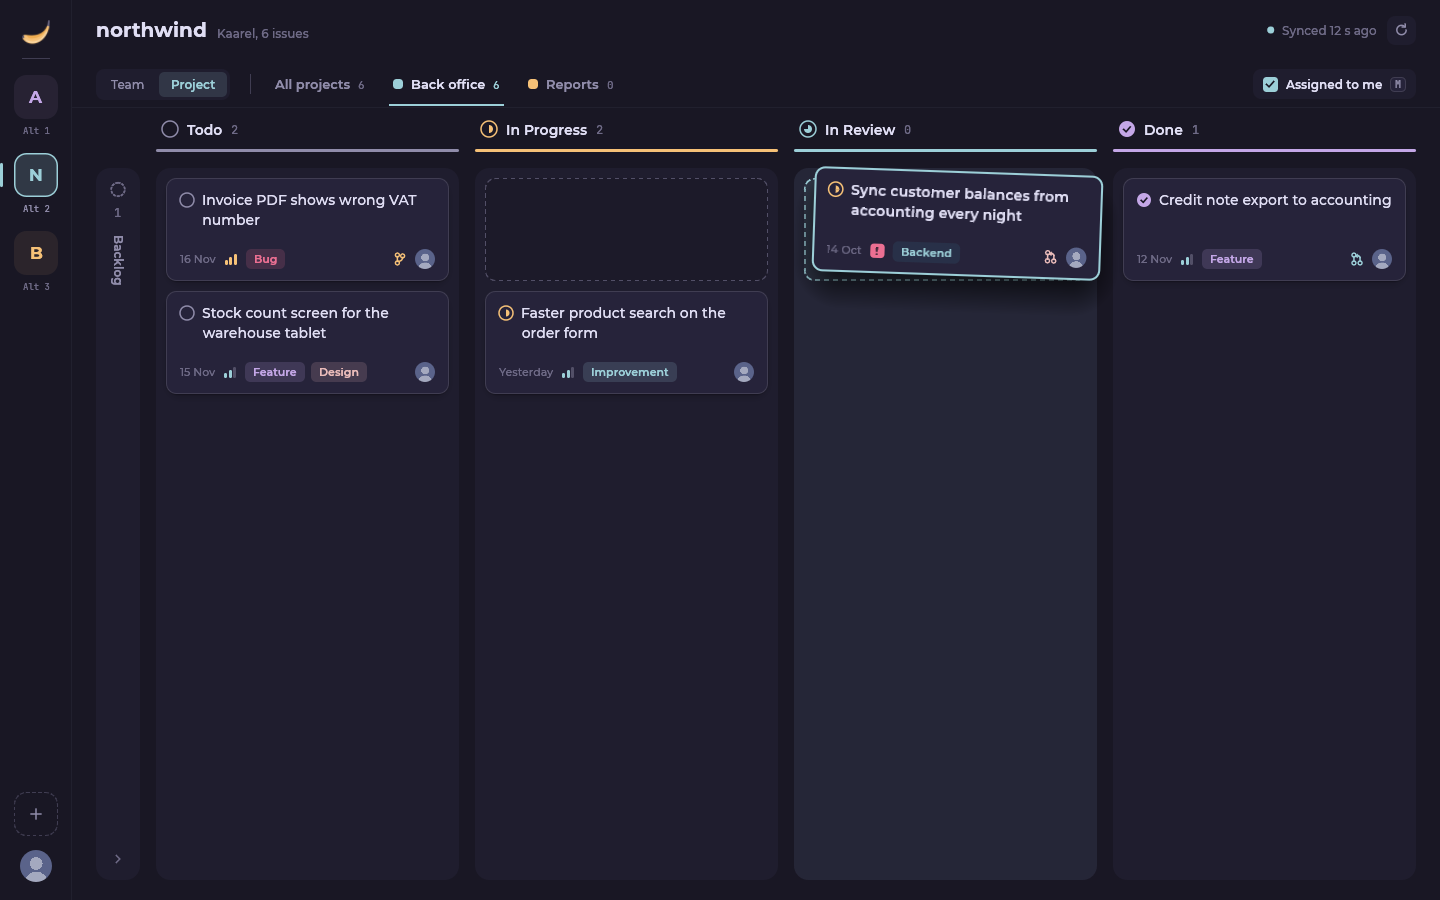 northwind
Kaarel, 6 issues
Synced 12 s ago
Team
Project
All projects 6
Back office 6
Reports 0
Assigned to me M
A
Alt 1
N
Alt 2
B
Alt 3
1
Backlog
Todo 2
Invoice PDF shows wrong VAT
number
16 Nov
Bug
Stock count screen for the
warehouse tablet
15 Nov
Feature
Design
In Progress 2
Faster product search on the
order form
Yesterday
Improvement
In Review 0
Sync customer balances from
accounting every night
14 Oct
Backend
Done 1
Credit note export to accounting
12 Nov
Feature